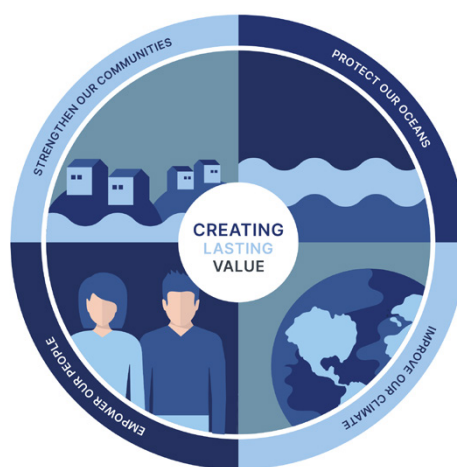 STRENGTHEN OUR COMMUNITIES
PROTECT OUR OCEANS
CREATING
LASTING
VALUE
EMPOWER OUR PEOPLE
IMPROVE OUR CLIMATE